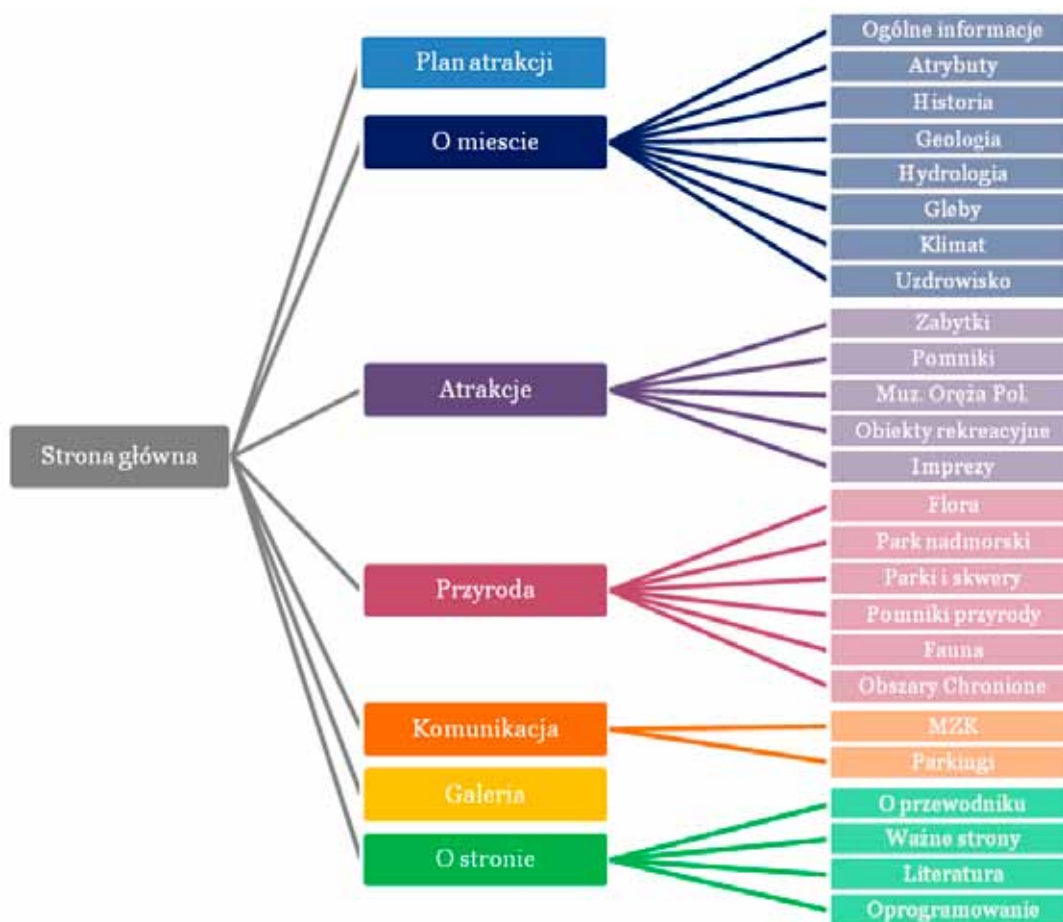 Strona główna
Plan atrakcji
O miescie
Ogólne informacje
Atrybuty
Historia
Geologia
Hydrologia
Gleby
Klimat
Uzdrowisko
Atrakcje
Zabytki
Pomniki
Muz. Oręża Pol.
Obiekty rekreacyjne
Imprezy
Przyroda
Flora
Park nadmorski
Parki i skwery
Pomniki przyrody
Fauna
Obszary Chronione
Komunikacja
MZK
Parkingi
Galeria
O stronie
O przewodniku
Ważne strony
Literatura
Oprogramowanie